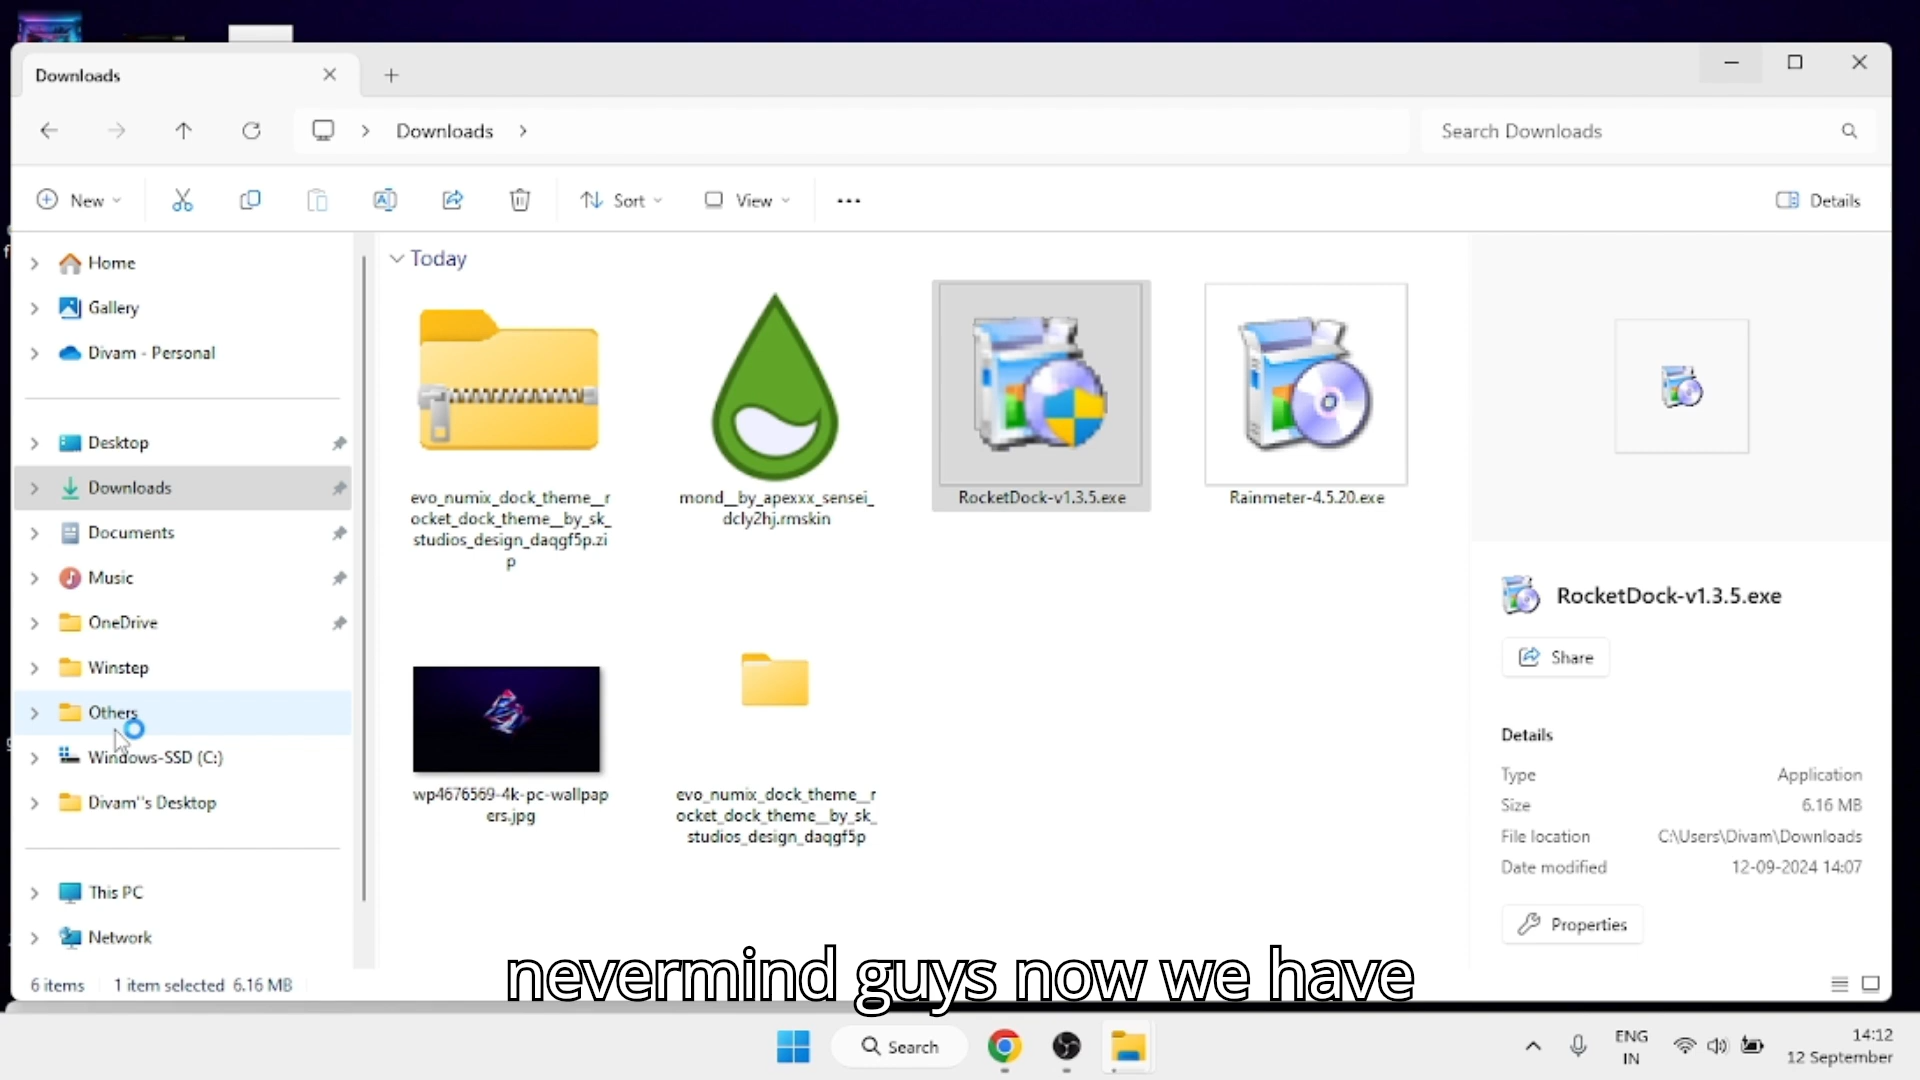 Downloads
Downloads
Search Downloads
New
Sort
View
Details
Home
Gallery
Divam - Personal
Desktop
Downloads
Documents
Music
OneDrive
Winstep
Others
Windows-SSD (C:)
Divam''s Desktop
This PC
Network
Today
evo_numix_dock_theme__r
ocket_dock_theme__by_sk_
studios_design_daqgf5p.zi
p
mond__by_apexxx_sensei_
dcly2hj.rmskin
RocketDock-v1.3.5.exe
Rainmeter-4.5.20.exe
wp4676569-4k-pc-wallpap
ers.jpg
evo_numix_dock_theme__r
ocket_dock_theme__by_sk_
studios_design_daqgf5p
RocketDock-v1.3.5.exe
Share
Details
Type Application
Size 6.16 MB
File location C:\Users\Divam\Downloads
Date modified 12-09-2024 14:07
Properties
6 items 1 item selected 6.16 MB
nevermind guys now we have
Search
ENG
IN
14:12
12 September